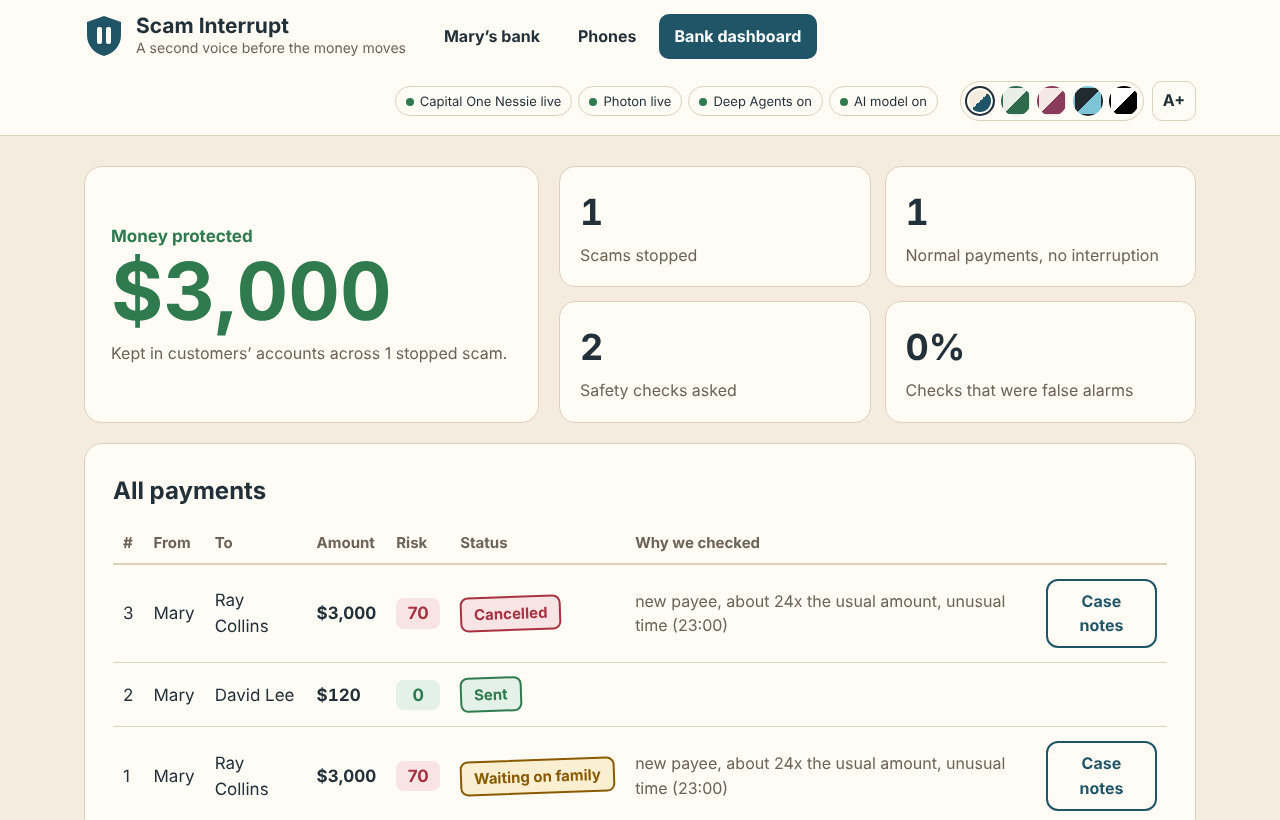 Scam Interrupt
A second voice before the money moves
Mary’s bank
Phones
Bank dashboard
Capital One Nessie live
Photon live
Deep Agents on
AI model on
A+
Money protected
$3,000
Kept in customers’ accounts across 1 stopped scam.
1
Scams stopped
1
Normal payments, no interruption
2
Safety checks asked
0%
Checks that were false alarms
All payments
# From To Amount Risk Status Why we checked
3 Mary Ray Collins $3,000 70 Cancelled new payee, about 24x the usual amount, unusual time (23:00) Case notes
2 David Lee $120 0 Sent
1 Mary Ray Collins $3,000 70 Waiting on family new payee, about 24x the usual amount, unusual time (23:00) Case notes